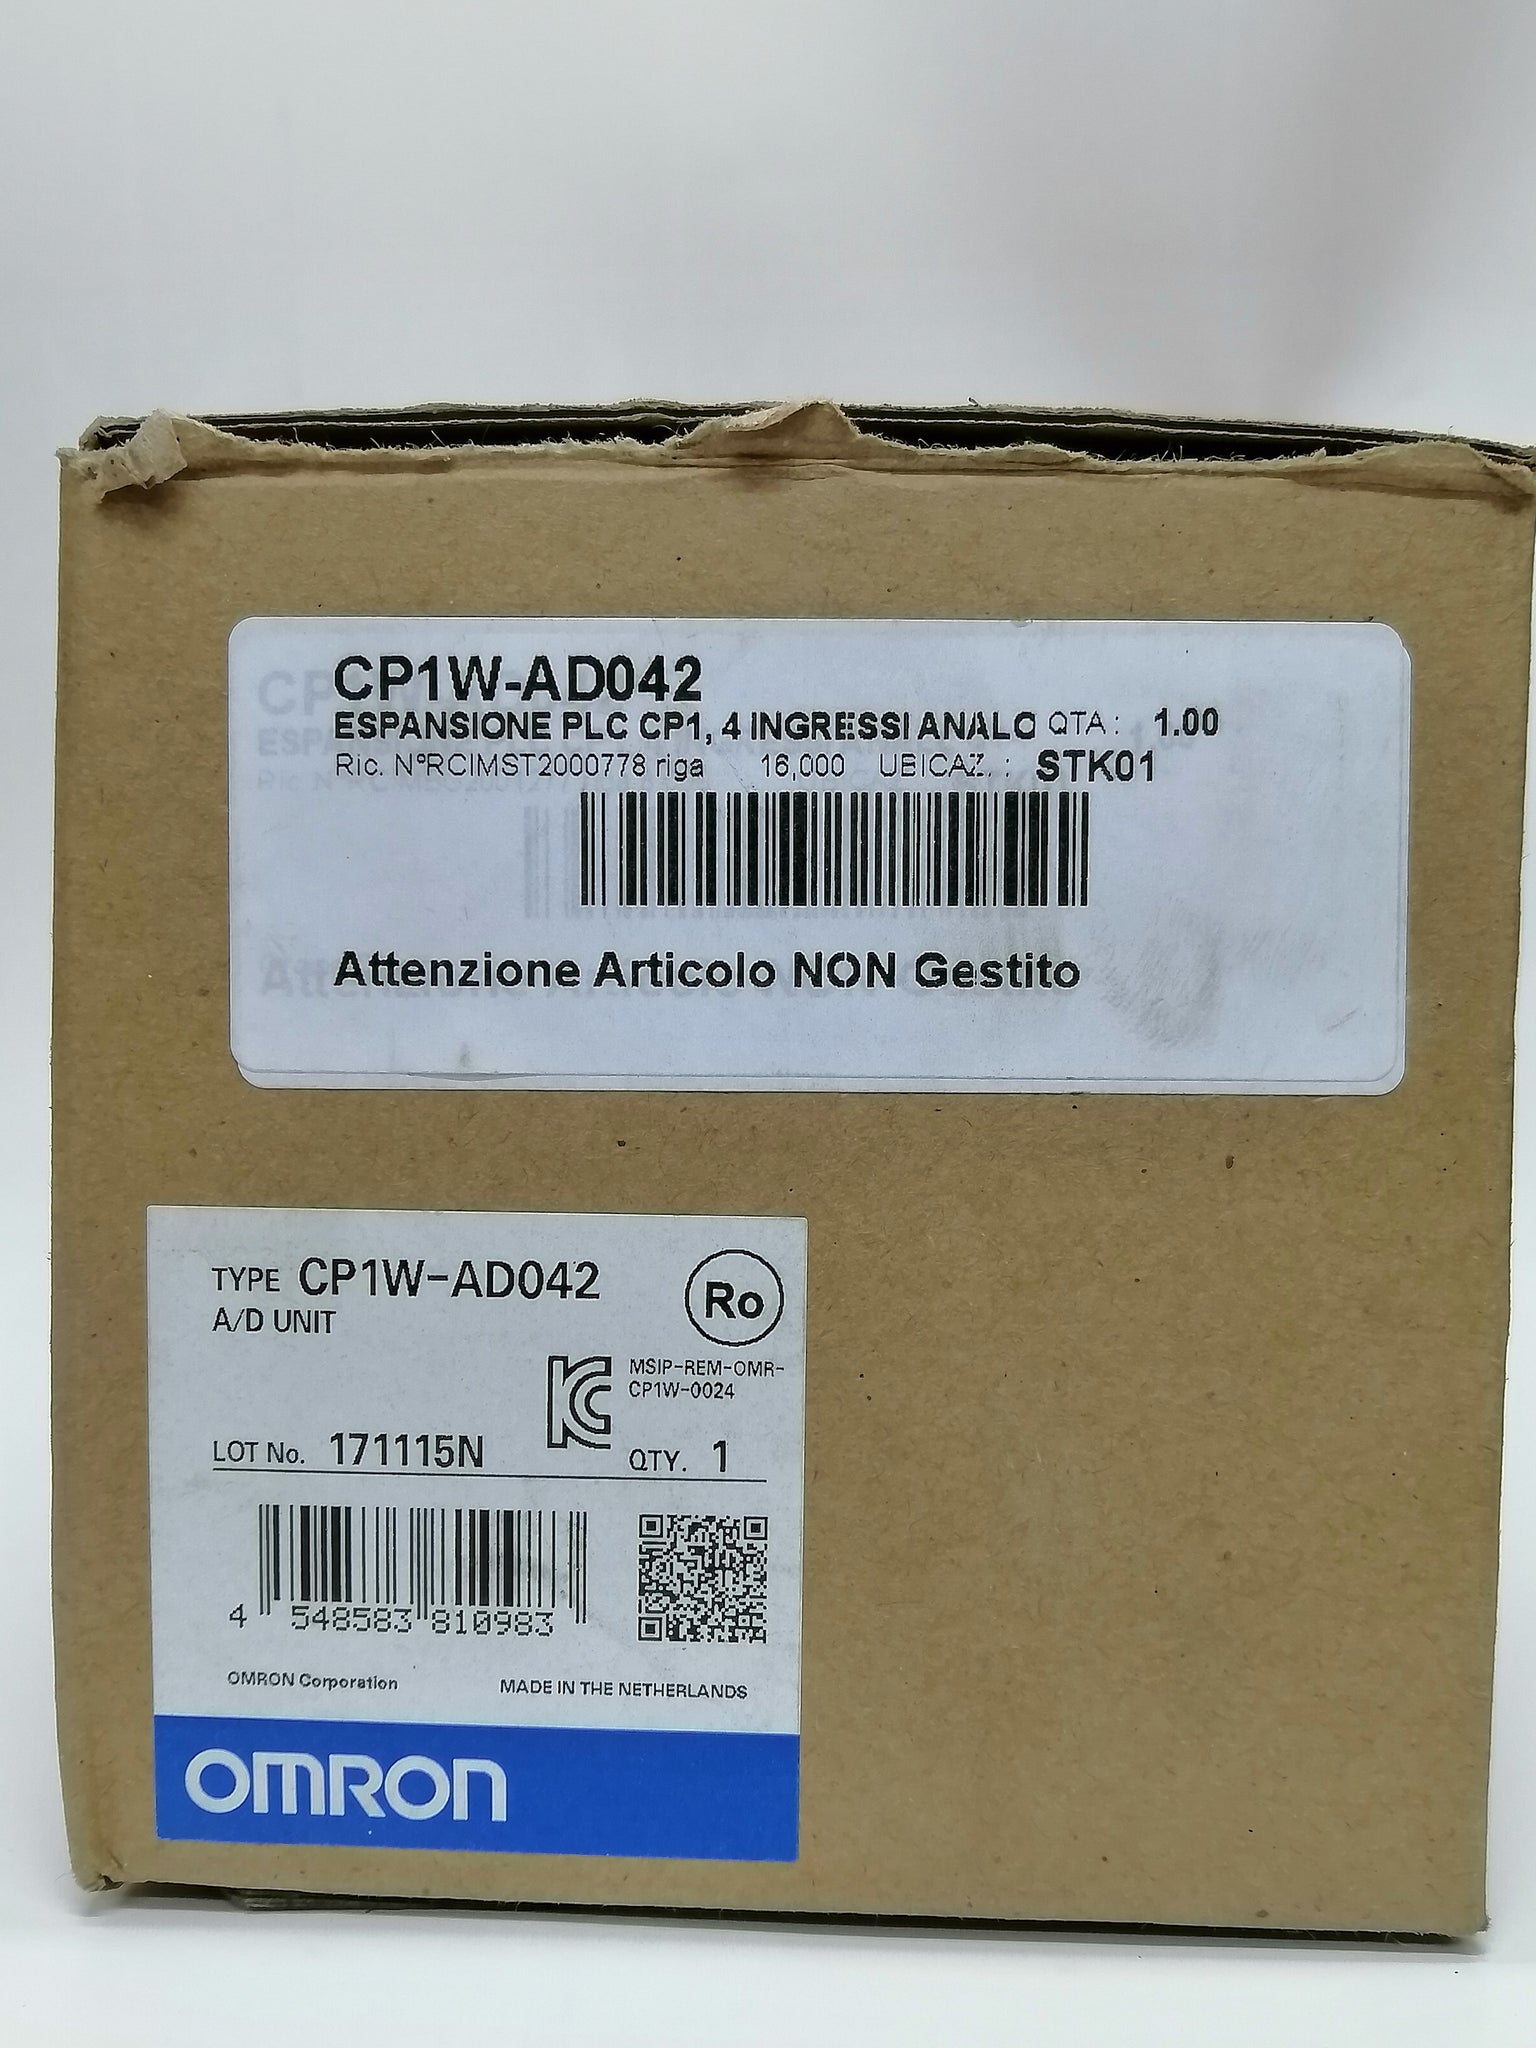 CP1W-AD042
ESPANSIONE PLC CP1, 4 INGRESSI ANALO QTA: 1.00
Ric. N°RCIMST2000778 riga 16,000 UBICAZ.: STK01
Attenzione Articolo NON Gestito
TYPE CP1W-AD042
A/D UNIT
Ro
MSIP-REM-OMR-
CP1W-0024
LOT No. 171115N QTY. 1
4 548583 810983
OMRON Corporation MADE IN THE NETHERLANDS
OMRON